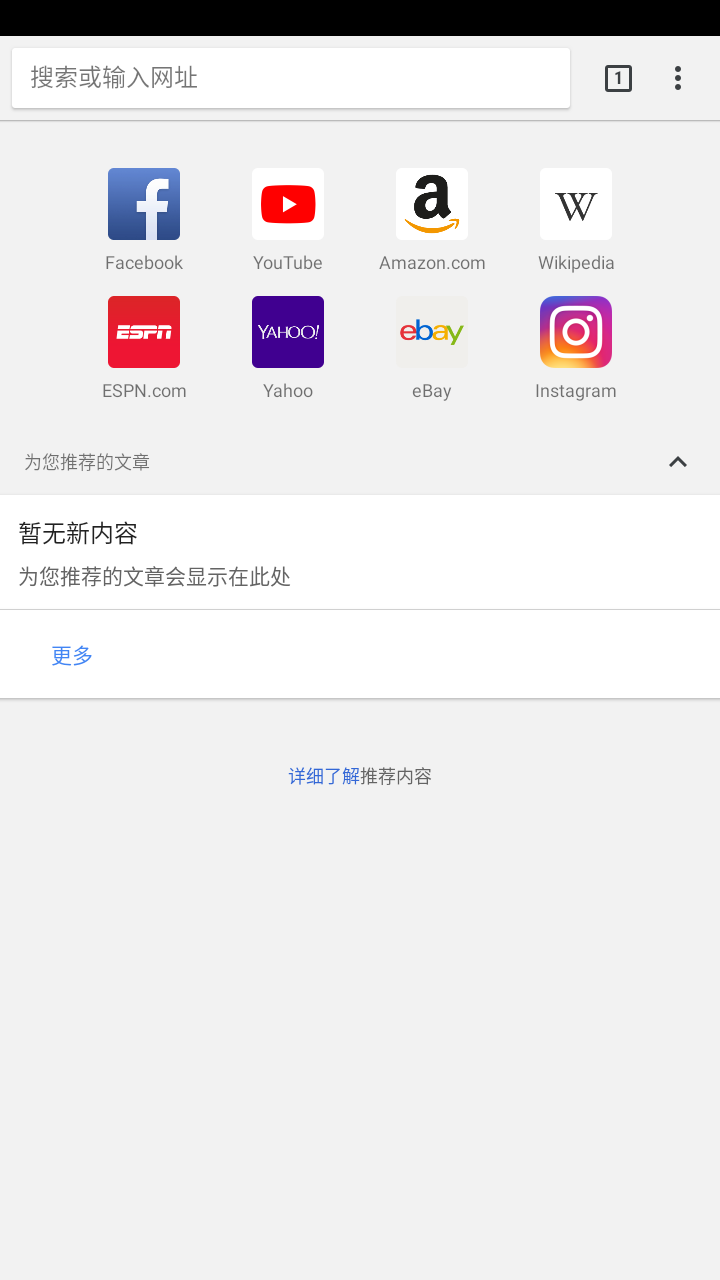 搜索或输入网址
1
Facebook
YouTube
Amazon.com
Wikipedia
ESPN
YAHOO!
ebay
ESPN.com
Yahoo
eBay
Instagram
为您推荐的文章
暂无新内容
为您推荐的文章会显示在此处
更多
详细了解推荐内容